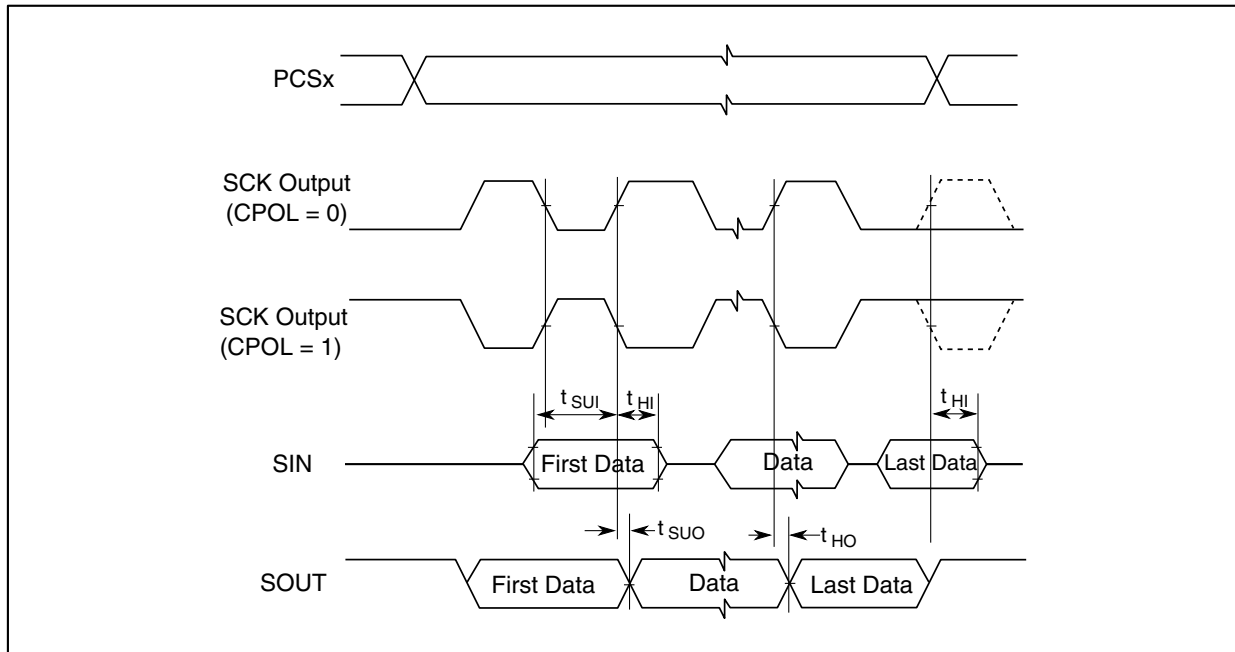 PCSx
SCK Output
(CPOL = 0)
SCK Output
(CPOL = 1)
t SUI
t HI
t HI
SIN
First Data
Data
Last Data
t SUO
t HO
SOUT
First Data
Data
Last Data